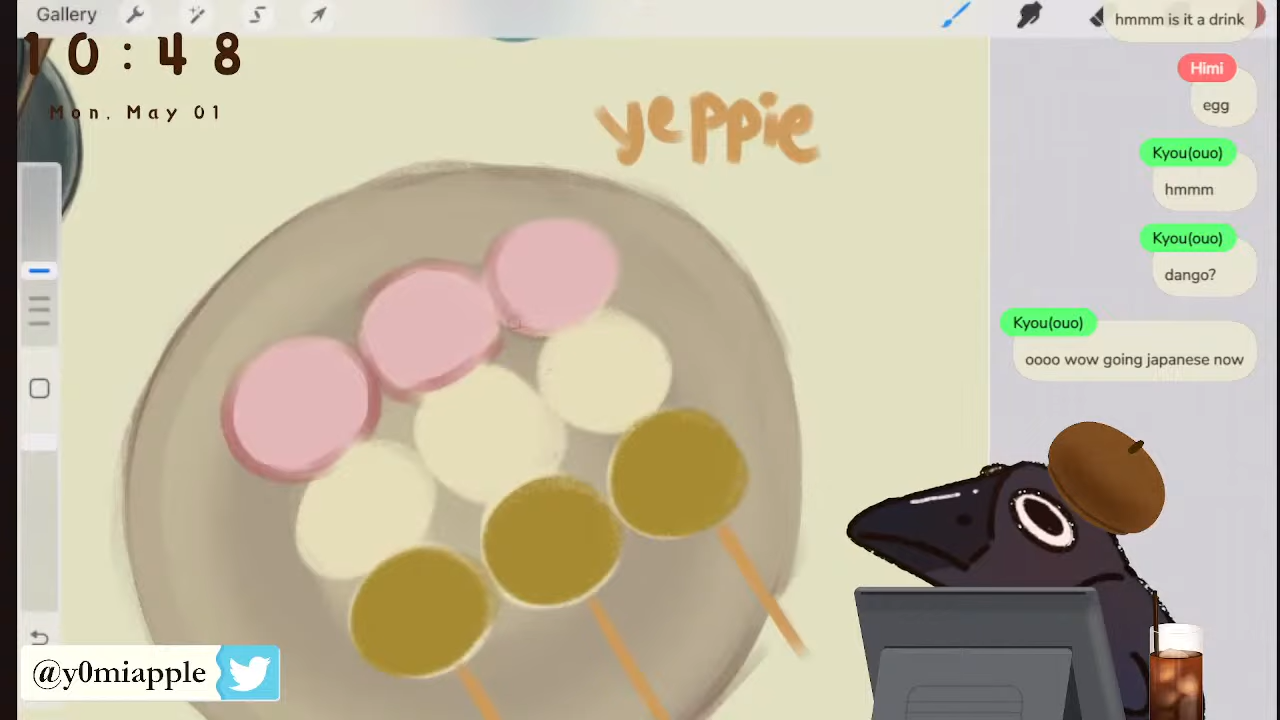 Gallery
hmmm is it a drink
10:48
Mon, May 01
yeppie
Himi
egg
Kyou(ouo)
hmmm
Kyou(ouo)
dango?
Kyou(ouo)
oooo wow going japanese now
@y0miapple